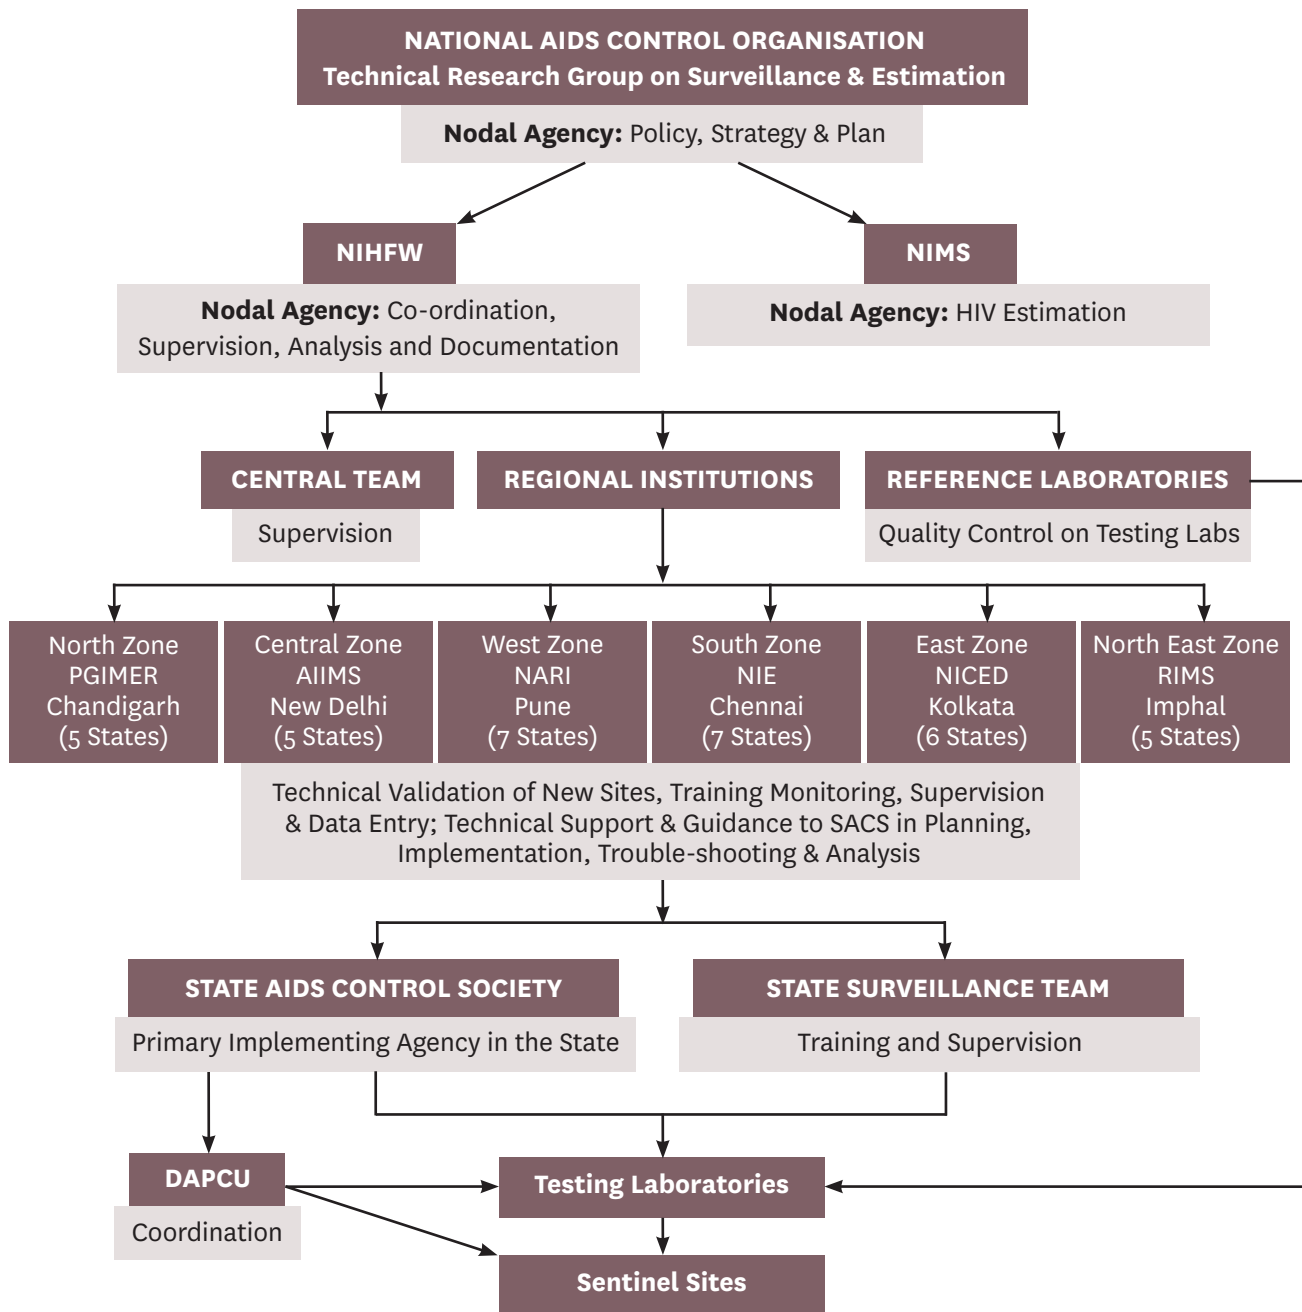 NATIONAL AIDS CONTROL ORGANISATION
Technical Research Group on Surveillance & Estimation
Nodal Agency: Policy, Strategy & Plan
NIHFW
NIMS
Nodal Agency: Co-ordination,
Supervision, Analysis and Documentation
Nodal Agency: HIV Estimation
CENTRAL TEAM
Supervision
REGIONAL INSTITUTIONS
REFERENCE LABORATORIES
Quality Control on Testing Labs
North Zone
PGIMER
Chandigarh
(5 States)
Central Zone
AIIMS
New Delhi
(5 States)
West Zone
NARI
Pune
(7 States)
South Zone
NIE
Chennai
(7 States)
East Zone
NICED
Kolkata
(6 States)
North East Zone
RIMS
Imphal
(5 States)
Technical Validation of New Sites, Training Monitoring, Supervision
& Data Entry; Technical Support & Guidance to SACS in Planning,
Implementation, Trouble-shooting & Analysis
STATE AIDS CONTROL SOCIETY
Primary Implementing Agency in the State
STATE SURVEILLANCE TEAM
Training and Supervision
DAPCU
Coordination
Testing Laboratories
Sentinel Sites